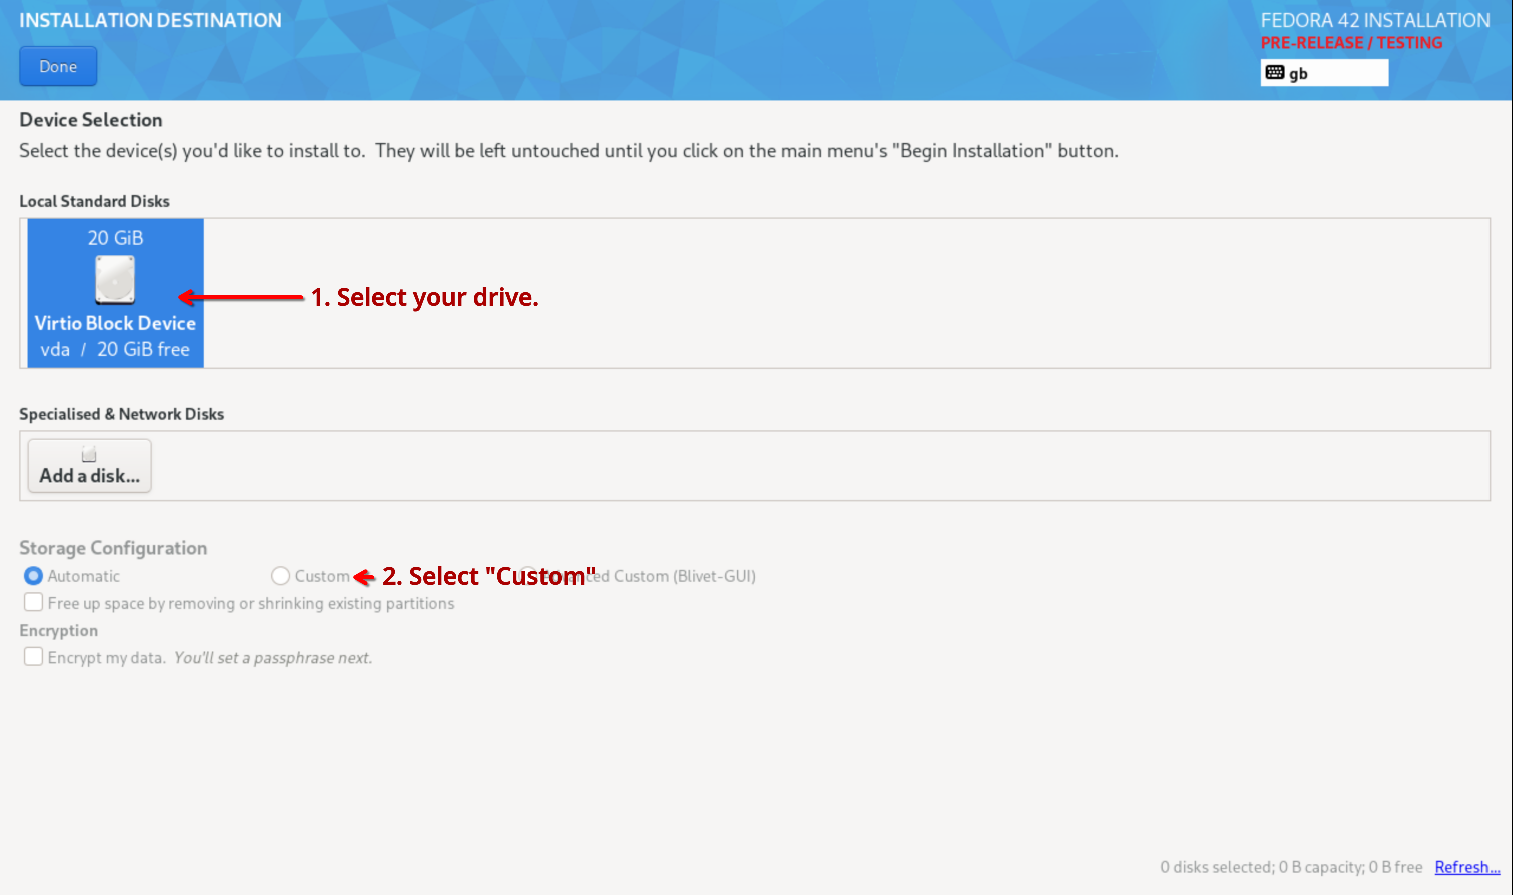 INSTALLATION DESTINATION
FEDORA 42 INSTALLATION
PRE-RELEASE / TESTING
Done
gb
Device Selection
Select the device(s) you'd like to install to. They will be left untouched until you click on the main menu's "Begin Installation" button.
Local Standard Disks
20 GiB
Virtio Block Device
vda / 20 GiB free
1. Select your drive.
Specialised & Network Disks
Add a disk...
Storage Configuration
Automatic
Custom
2. Select "Custom"
Custom (Blivet-GUI)
Free up space by removing or shrinking existing partitions
Encryption
Encrypt my data. You'll set a passphrase next.
0 disks selected; 0 B capacity; 0 B free Refresh...